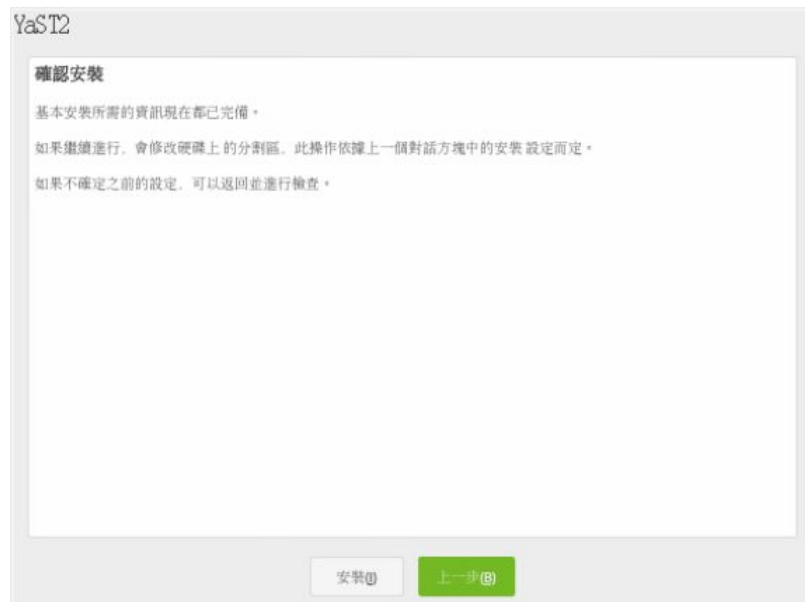 YaST2
確認安裝
基本安裝所需的資訊現在都已完備。
如果繼續進行，會修改硬碟上的分割區，此操作依據上一個對話方塊中的安裝 設定而定。
如果不確定之前的設定，可以返回並進行檢查。
安裝(I)
上一步(B)